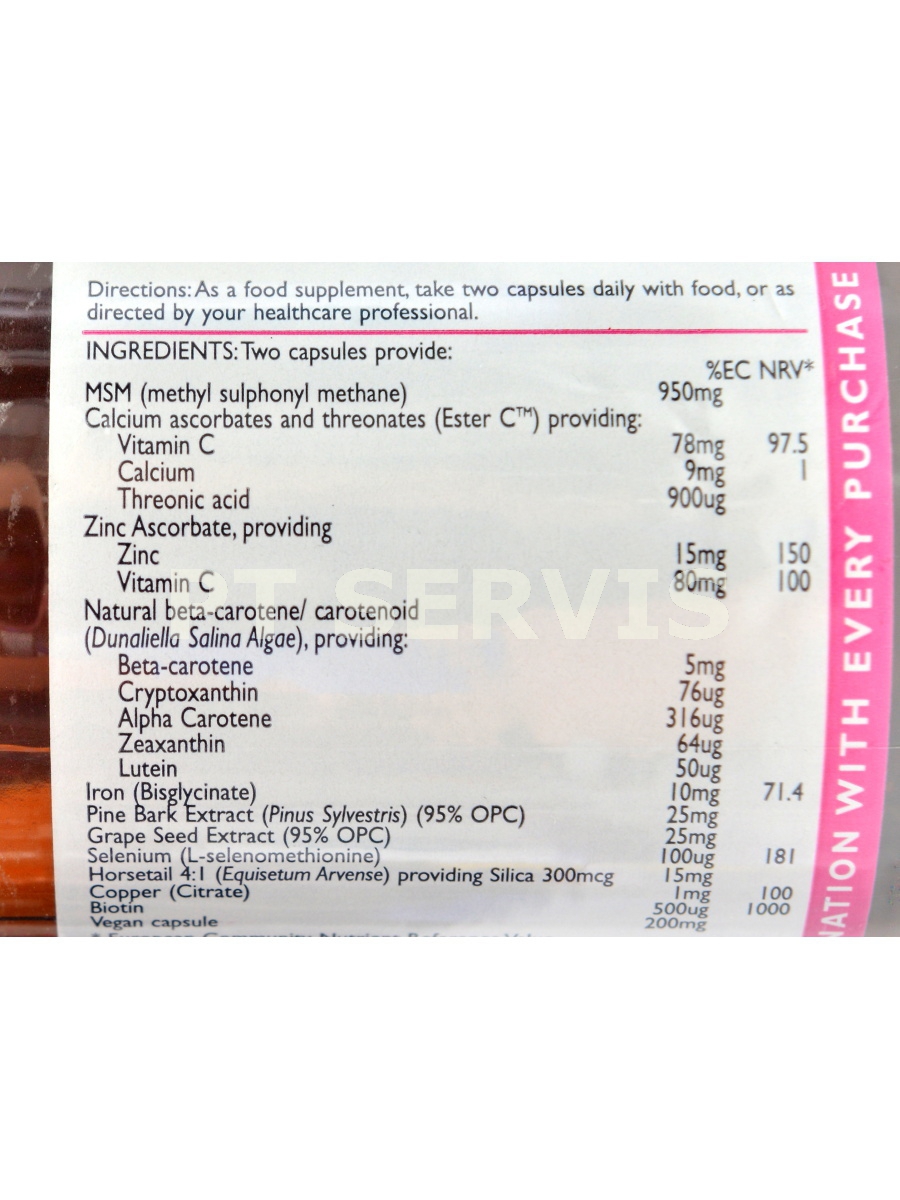 Directions: As a food supplement, take two capsules daily with food, or as
directed by your healthcare professional.
INGREDIENTS: Two capsules provide:
%EC NRV*
MSM (methyl sulphonyl methane) 950mg
Calcium ascorbates and threonates (Ester C™) providing:
Vitamin C 78mg 97.5
Calcium 9mg 1
Threonic acid 900ug
Zinc Ascorbate, providing
Zinc 15mg 150
Vitamin C 80mg 100
Natural beta-carotene/ carotenoid
(Dunaliella Salina Algae), providing:
Beta-carotene 5mg
Cryptoxanthin 76ug
Alpha Carotene 316ug
Zeaxanthin 64ug
Lutein 50ug
Iron (Bisglycinate) 10mg 71.4
Pine Bark Extract (Pinus Sylvestris) (95% OPC) 25mg
Grape Seed Extract (95% OPC) 25mg
Selenium (L-selenomethionine) 100ug 181
Horsetail 4:1 (Equisetum Arvense) providing Silica 300mcg 15mg
Copper (Citrate) 1mg 100
Biotin 500ug 1000
Vegan capsule 200mg
NATION WITH EVERY PURCHASE
PT SERVIS